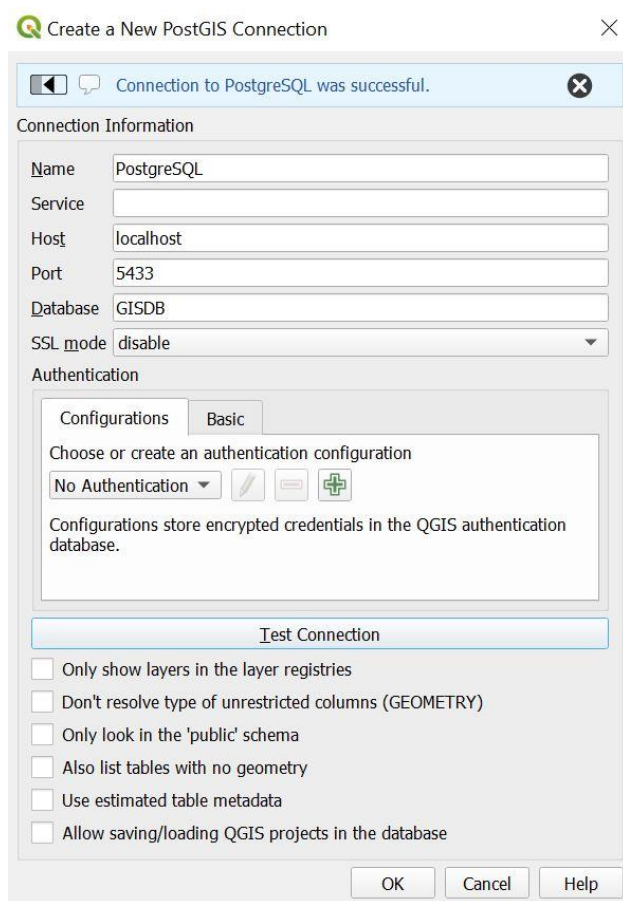 Create a New PostGIS Connection
Connection to PostgreSQL was successful.
Connection Information
Name PostgreSQL
Service
Host localhost
Port 5433
Database GISDB
SSL mode disable
Authentication
Configurations Basic
Choose or create an authentication configuration
No Authentication
Configurations store encrypted credentials in the QGIS authentication
database.
Test Connection
Only show layers in the layer registries
Don't resolve type of unrestricted columns (GEOMETRY)
Only look in the 'public' schema
Also list tables with no geometry
Use estimated table metadata
Allow saving/loading QGIS projects in the database
OK Cancel Help